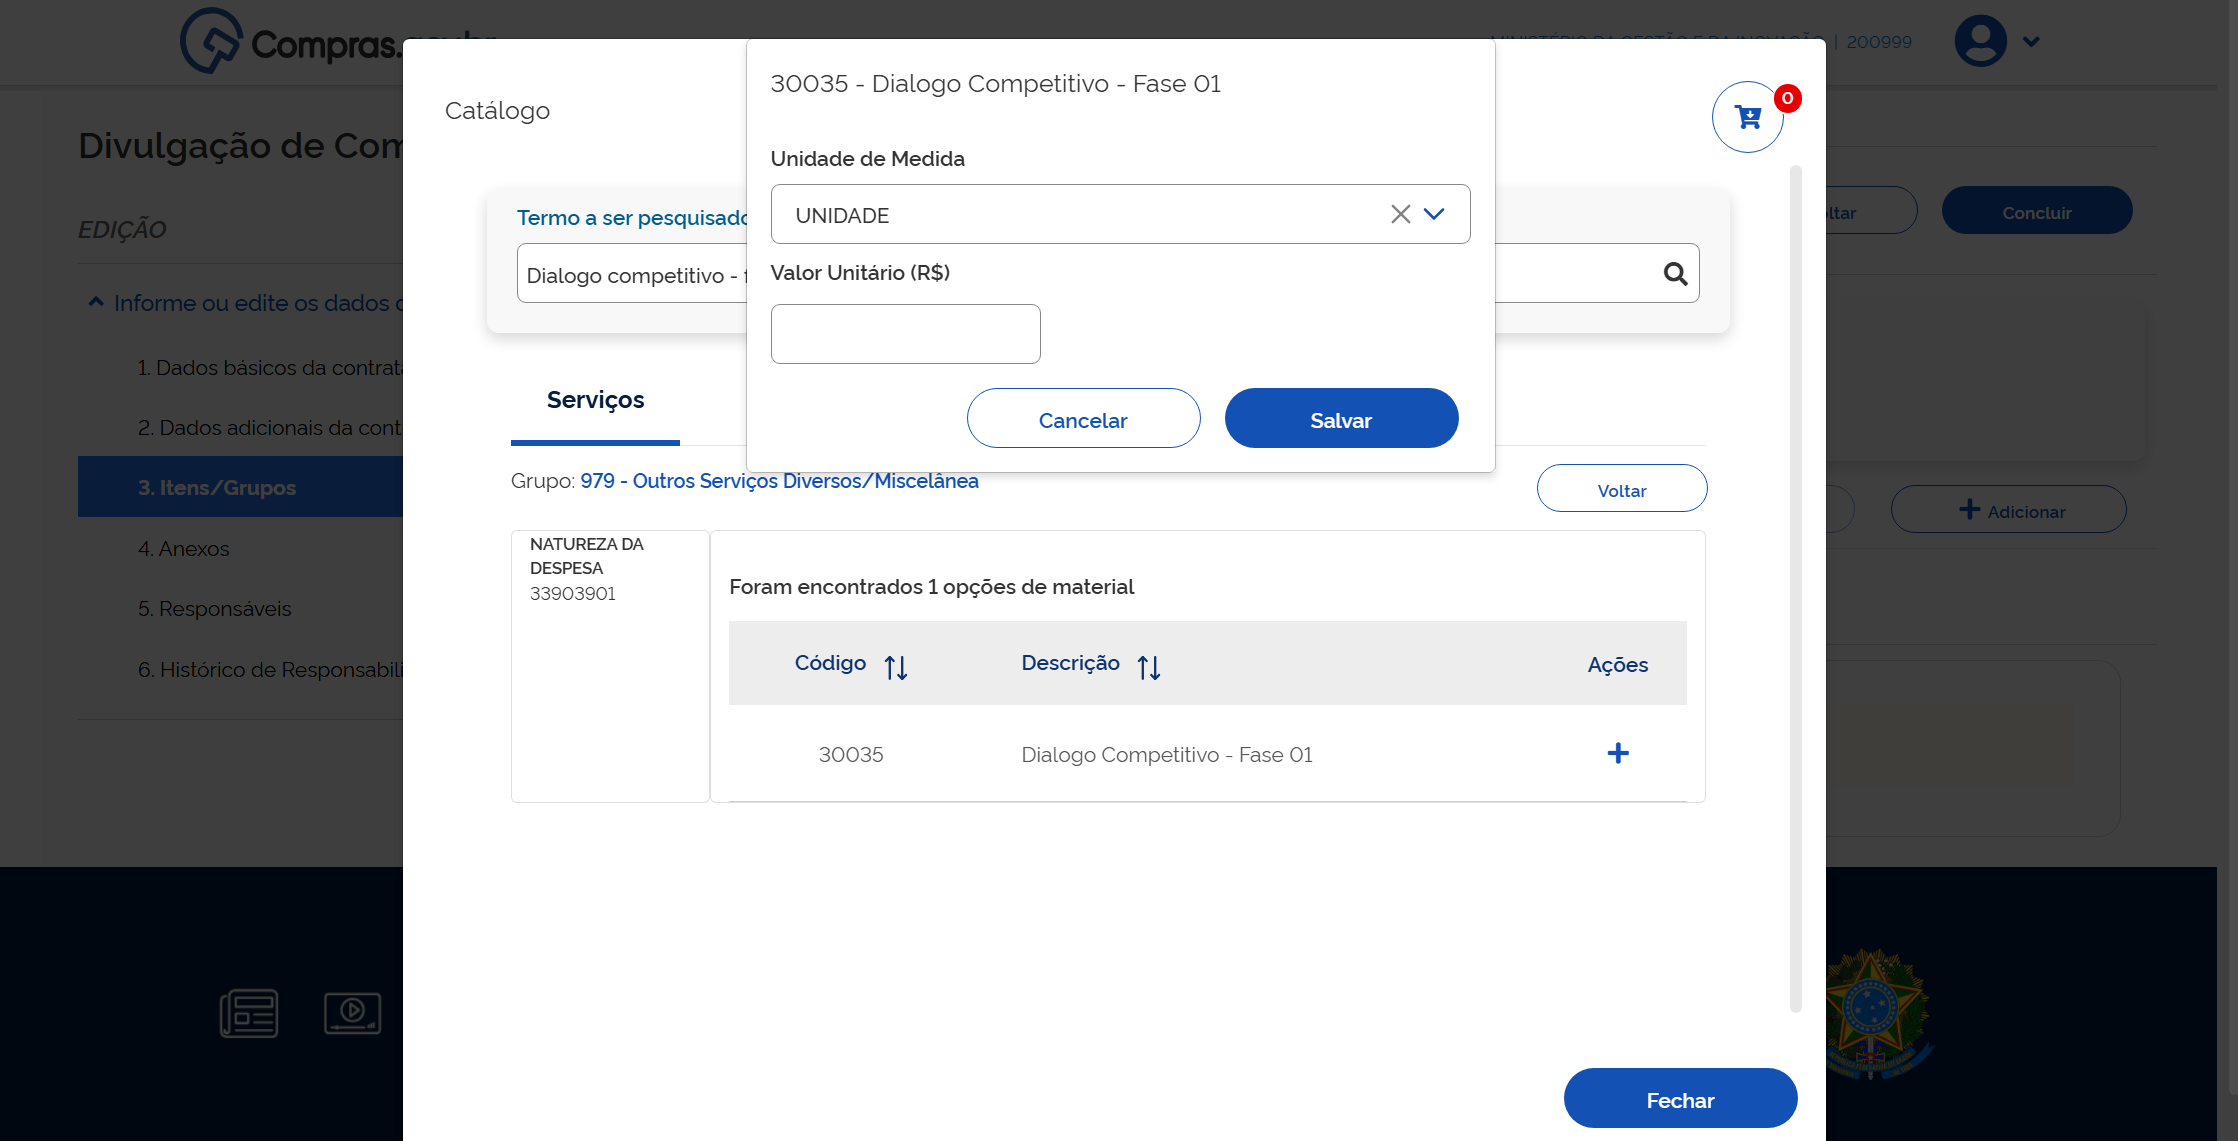 Compras.
| 200999
30035 - Dialogo Competitivo - Fase 01
Catálogo
0
Divulgação de Com
Unidade de Medida
UNIDADE
Termo a ser pesquisado
EDIÇÃO
ltar
Concluir
Valor Unitário (R$)
Dialogo competitivo - f
Informe ou edite os dados
1. Dados básicos da contrata
Serviços
Cancelar
Salvar
2. Dados adicionais da cont
Grupo: 979 - Outros Serviços Diversos/Miscelânea
Voltar
3. Itens/Grupos
Adicionar
NATUREZA DA
DESPESA
33903901
4. Anexos
Foram encontrados 1 opções de material
5. Responsáveis
Código
Descrição
Ações
6. Histórico de Responsabili
30035
Dialogo Competitivo - Fase 01
Fechar